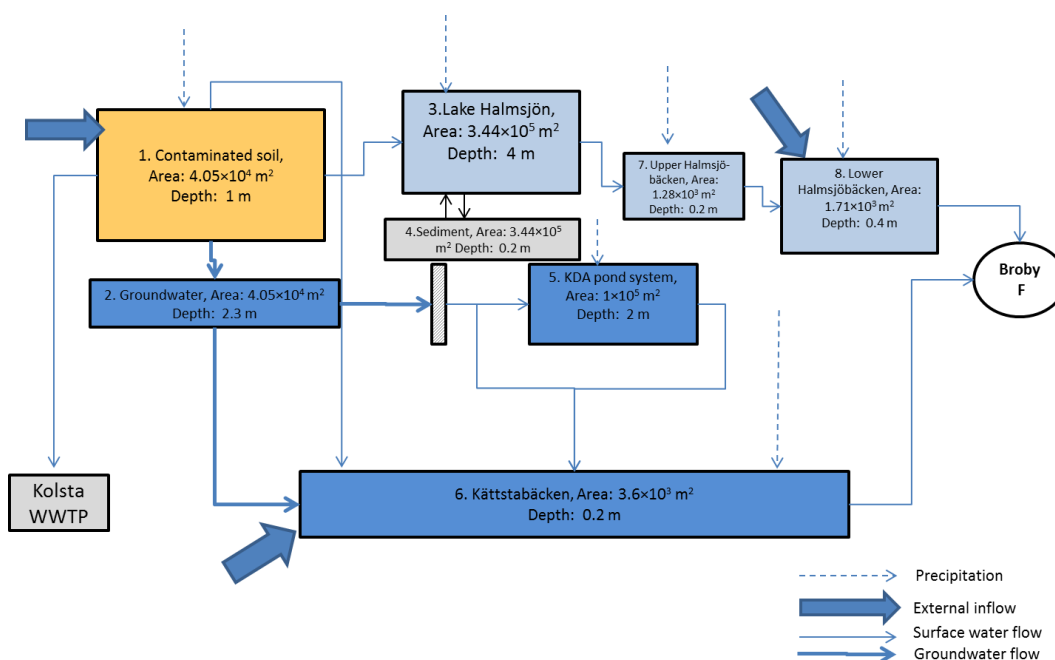 1. Contaminated soil,
Area: 4.05×10⁴ m²
Depth: 1 m
3.Lake Halmsjön,
Area: 3.44×10⁵ m²
Depth: 4 m
7. Upper Halmsjö-
bäcken, Area:
1.28×10³ m²
Depth: 0.2 m
8. Lower
Halmsjöbäcken, Area:
1.71×10³ m²
Depth: 0.4 m
4.Sediment, Area: 3.44×10⁵
m² Depth: 0.2 m
2. Groundwater, Area: 4.05×10⁴ m²
Depth: 2.3 m
5. KDA pond system,
Area: 1×10⁵ m²
Depth: 2 m
Broby
F
Kolsta
WWTP
6. Kättstabäcken, Area: 3.6×10³ m²
Depth: 0.2 m
Precipitation
External inflow
Surface water flow
Groundwater flow